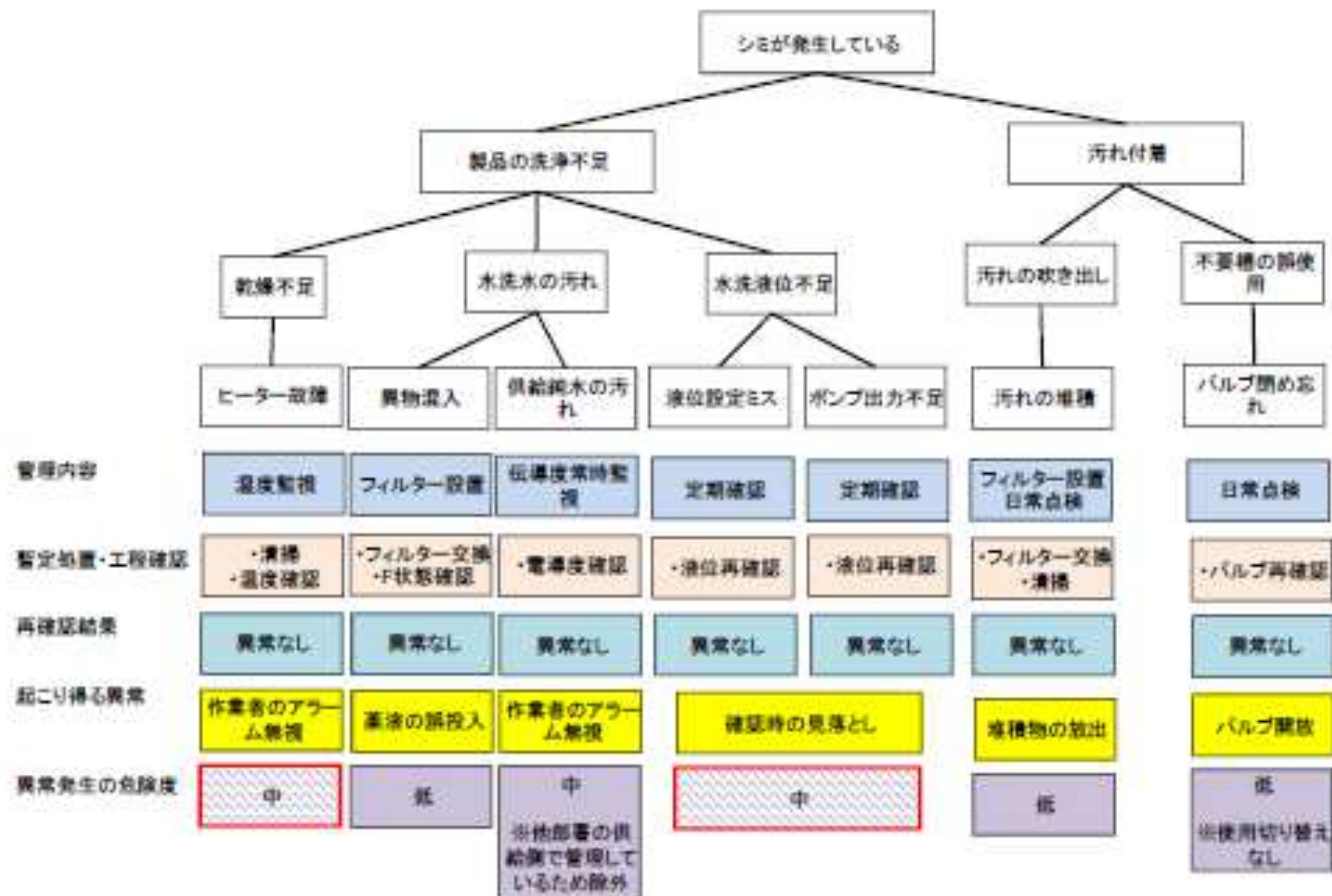 シミが発生している
製品の洗浄不足
汚れ付着
乾燥不足
水洗水の汚れ
水洗液位不足
汚れの吹き出し
不要槽の誤使
用
ヒーター故障
異物混入
供給純水の汚
れ
液位設定ミス
ポンプ出力不足
汚れの堆積
バルブ閉め忘
れ
管理内容
温度監視
フィルター設置
伝導度常時監
視
定期確認
定期確認
フィルター設置
日常点検
日常点検
暫定処置・工程確認
・清掃
・温度確認
・フィルター交換
・F状態確認
・電導度確認
・液位再確認
・液位再確認
・フィルター交換
・清掃
・バルブ再確認
再確認結果
異常なし
異常なし
異常なし
異常なし
異常なし
異常なし
異常なし
起こり得る異常
作業者のアラー
ム無視
薬液の誤投入
作業者のアラー
ム無視
確認時の見落とし
堆積物の放出
バルブ開放
異常発生の危険度
中
低
中
※他部署の供
給側で管理して
いるため除外
中
低
低
※使用切り替え
なし